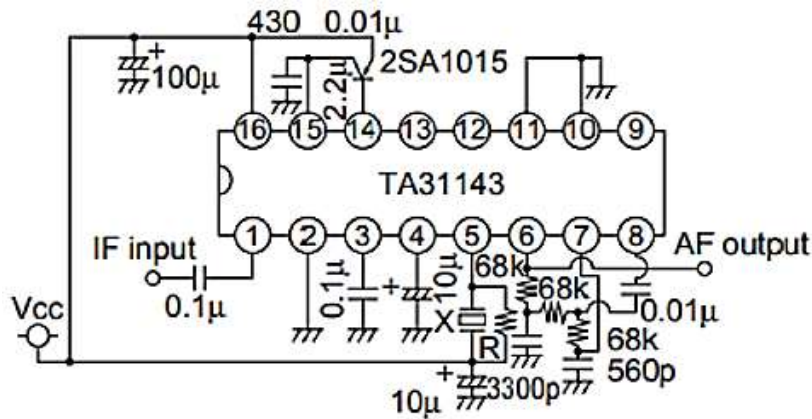 430 0.01μ
2SA1015
100μ
2.2μ
16 15 14 13 12 11 10 9
TA31143
1 2 3 4 5 6 7 8
IF input
AF output
0.1μ
0.1μ
10μ
68k
68k
0.01μ
Vcc
X
R
68k
3300p
560p
10μ